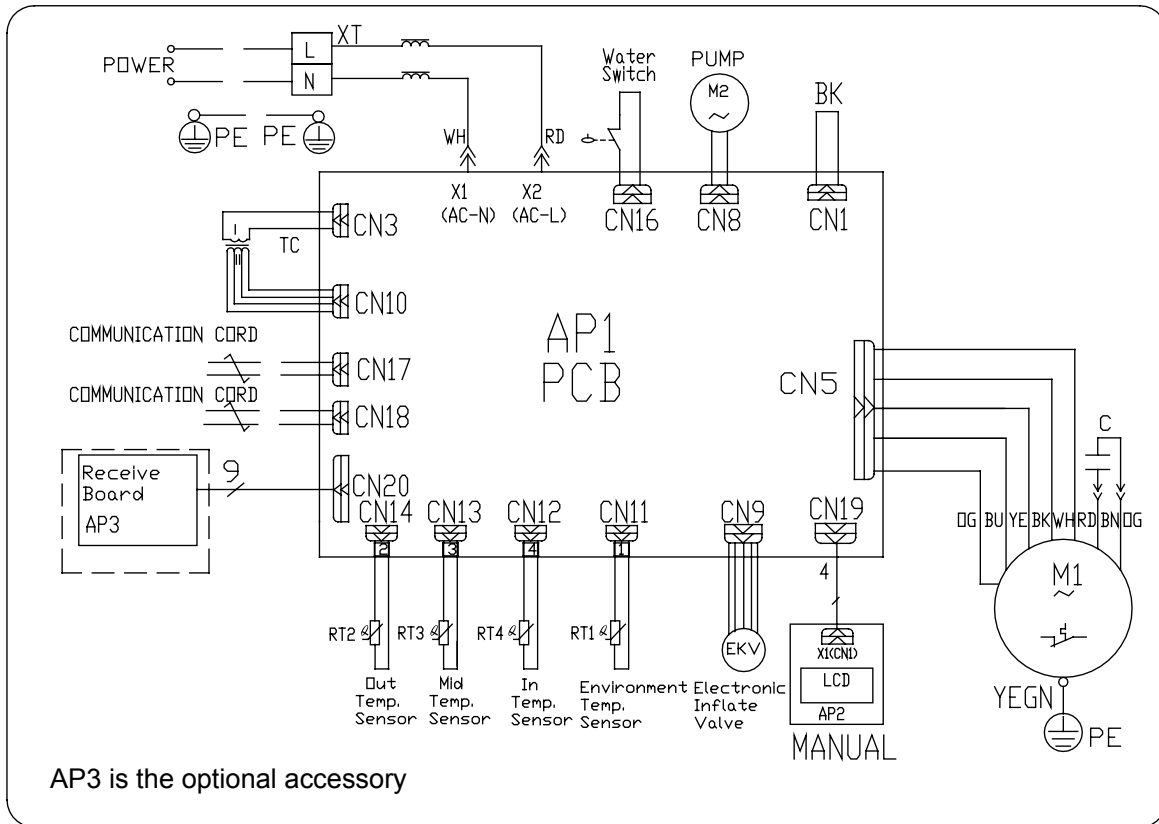 XT
L
POWER
N
PE PE
WH
RD
Water
Switch
PUMP
M2
~
BK
X1
(AC-N)
X2
(AC-L)
CN16
CN8
CN1
CN3
TC
I
II
CN10
COMMUNICATION CORD
CN17
COMMUNICATION CORD
CN18
AP1
PCB
CN5
Receive
Board
AP3
9
CN20
CN14
CN13
CN12
CN11
CN9
CN19
2
3
4
1
4
C
OG BU YE BK WH RD BN OG
M1
~
RT2
RT3
RT4
RT1
EKV
X1(CN1)
LCD
AP2
MANUAL
Out
Temp.
Sensor
Mid
Temp.
Sensor
In
Temp.
Sensor
Environment
Temp.
Sensor
Electronic
Inflate
Valve
YEGN
PE
AP3 is the optional accessory